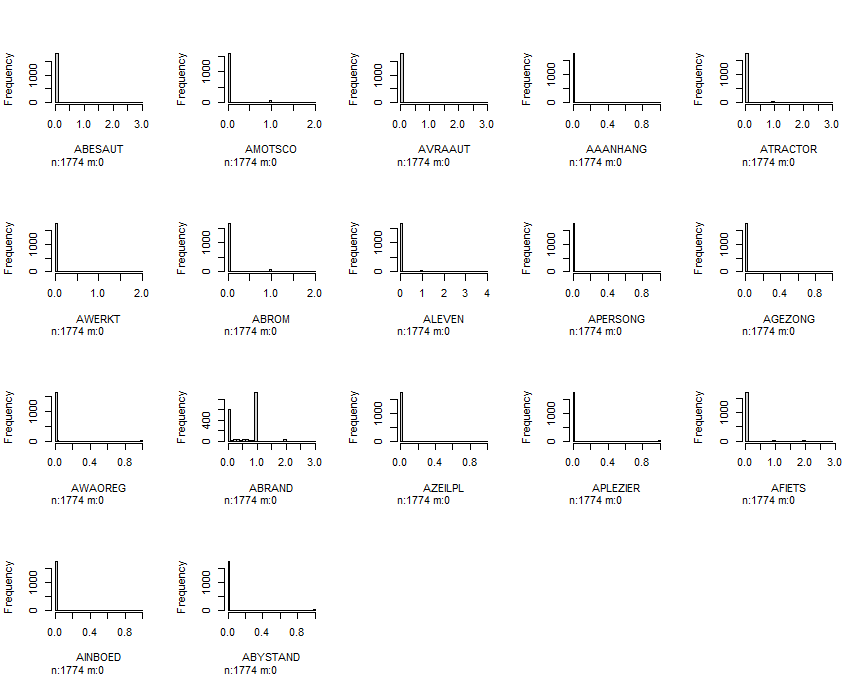 Frequency 0 1000
0.0 1.0 2.0 3.0
ABESAUT
n:1774 m:0
Frequency 0 1000
0.0 1.0 2.0
AMOTSCO
n:1774 m:0
Frequency 0 1000
0.0 1.0 2.0 3.0
AVRAAUT
n:1774 m:0
Frequency 0 1000
0.0 0.4 0.8
AAANHANG
n:1774 m:0
Frequency 0 1000
0.0 1.0 2.0 3.0
ATRACTOR
n:1774 m:0
Frequency 0 1000
0.0 1.0 2.0
AWERKT
n:1774 m:0
Frequency 0 1000
0.0 1.0 2.0
ABROM
n:1774 m:0
Frequency 0 1000
0 1 2 3 4
ALEVEN
n:1774 m:0
Frequency 0 1000
0.0 0.4 0.8
APERSONG
n:1774 m:0
Frequency 0 1000
0.0 0.4 0.8
AGEZONG
n:1774 m:0
Frequency 0 1000
0.0 0.4 0.8
AWAOREG
n:1774 m:0
Frequency 0 400
0.0 1.0 2.0 3.0
ABRAND
n:1774 m:0
Frequency 0 1000
0.0 0.4 0.8
AZEILPL
n:1774 m:0
Frequency 0 1000
0.0 0.4 0.8
APLEZIER
n:1774 m:0
Frequency 0 1000
0.0 1.0 2.0 3.0
AFIETS
n:1774 m:0
Frequency 0 1000
0.0 0.4 0.8
AINBOED
n:1774 m:0
Frequency 0 1000
0.0 0.4 0.8
ABYSTAND
n:1774 m:0